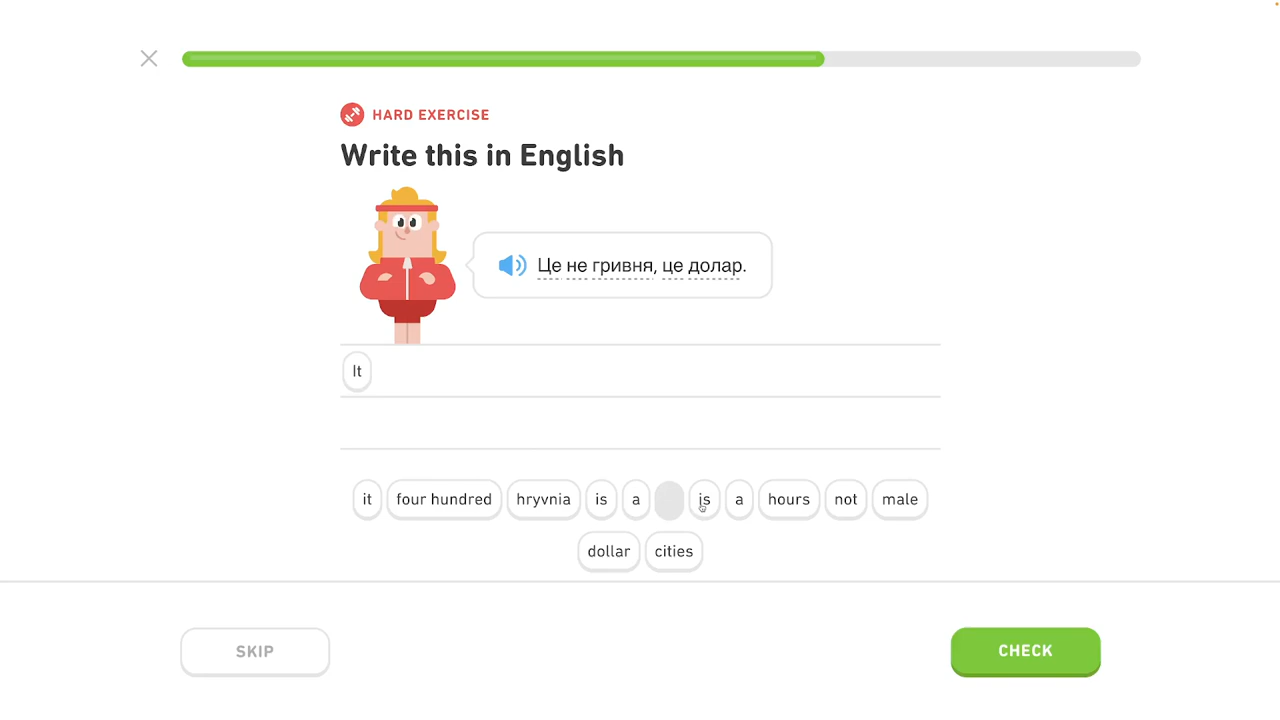 HARD EXERCISE
Write this in English
Це не гривня, це долар.
It
it four hundred hryvnia is a is a hours not male
dollar cities
SKIP CHECK